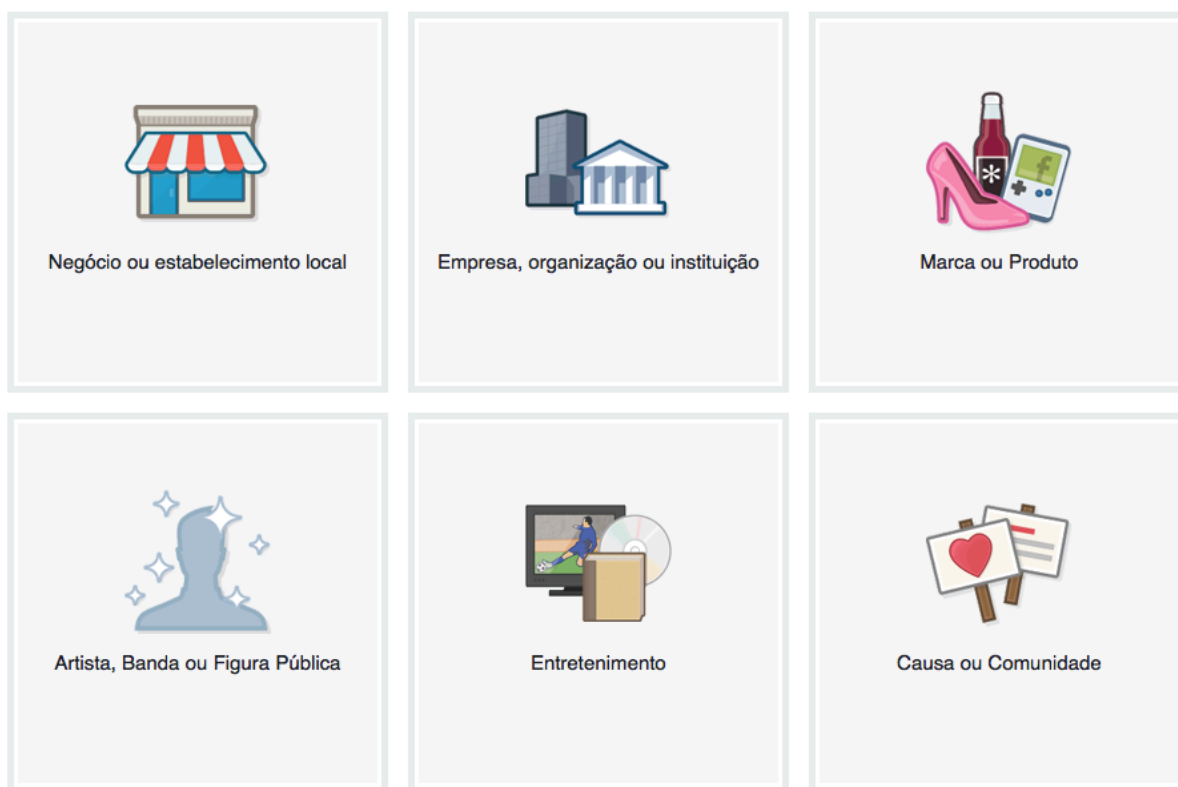 Negócio ou estabelecimento local
Empresa, organização ou instituição
Marca ou Produto
Artista, Banda ou Figura Pública
Entretenimento
Causa ou Comunidade